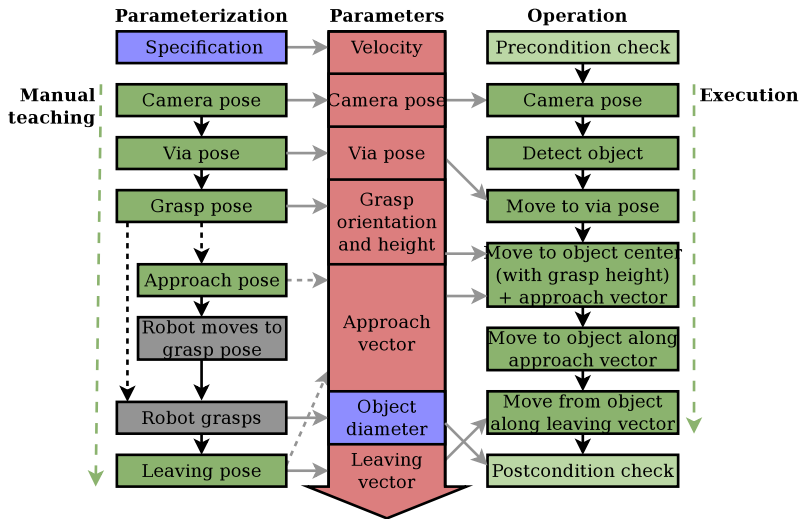 Parameterization
Parameters
Operation
Specification
Velocity
Precondition check
Manual
teaching
Execution
Camera pose
Camera pose
Camera pose
Via pose
Via pose
Detect object
Grasp pose
Grasp
orientation
and height
Move to via pose
Approach pose
Move to object center
(with grasp height)
+ approach vector
Robot moves to
grasp pose
Approach
vector
Move to object along
approach vector
Robot grasps
Object
diameter
Move from object
along leaving vector
Leaving pose
Leaving
vector
Postcondition check